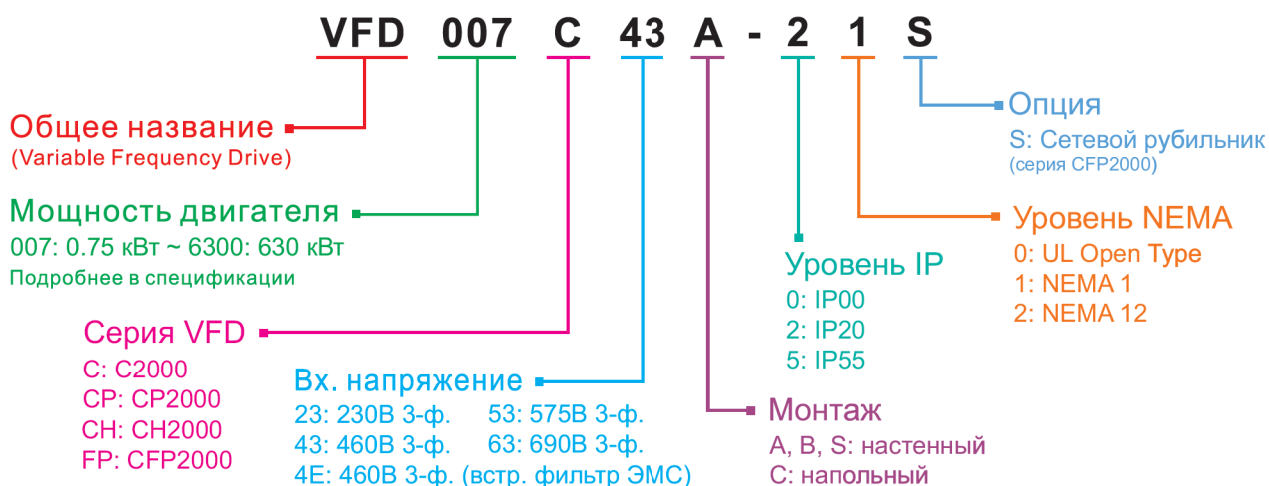 VFD 007 C 43 A - 2 1 S
Общее название
(Variable Frequency Drive)
Мощность двигателя
007: 0.75 кВт ~ 6300: 630 кВт
Подробнее в спецификации
Серия VFD
C: C2000
CP: CP2000
CH: CH2000
FP: CFP2000
Вх. напряжение
23: 230В 3-ф. 53: 575В 3-ф.
43: 460В 3-ф. 63: 690В 3-ф.
4E: 460В 3-ф. (встр. фильтр ЭМС)
Монтаж
A, B, S: настенный
C: напольный
Уровень IP
0: IP00
2: IP20
5: IP55
Уровень NEMA
0: UL Open Type
1: NEMA 1
2: NEMA 12
Опция
S: Сетевой рубильник
(серия CFP2000)